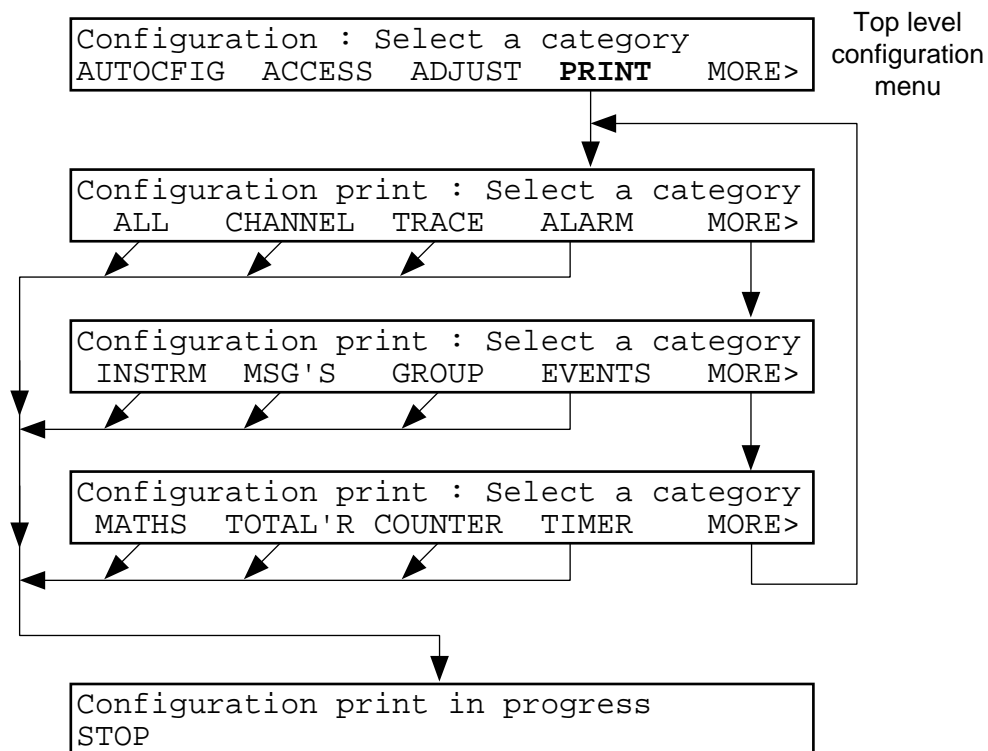 Configuration : Select a category
AUTOCFIG ACCESS ADJUST PRINT MORE>
Top level
configuration
menu
Configuration print : Select a category
ALL CHANNEL TRACE ALARM MORE>
Configuration print : Select a category
INSTRM MSG'S GROUP EVENTS MORE>
Configuration print : Select a category
MATHS TOTAL'R COUNTER TIMER MORE>
Configuration print in progress
STOP